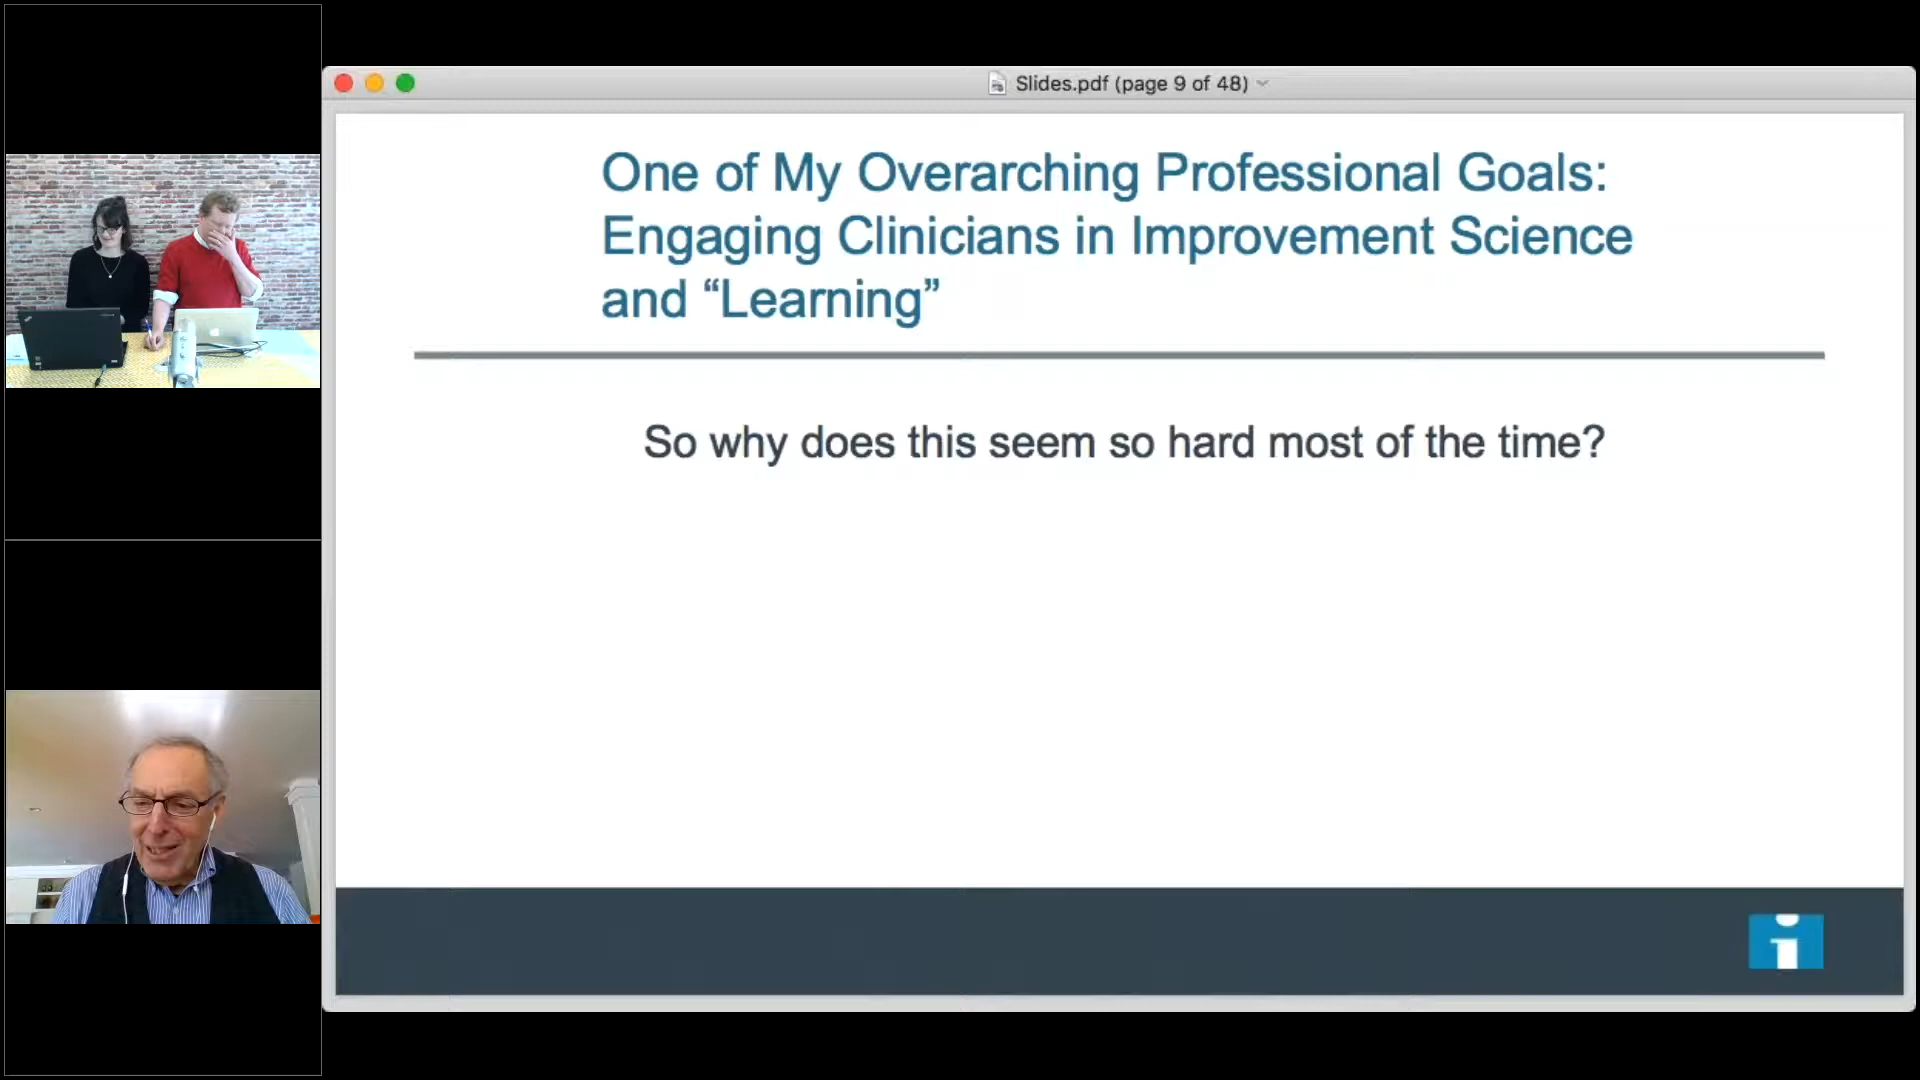 Slides.pdf (page 9 of 48)
One of My Overarching Professional Goals:
Engaging Clinicians in Improvement Science
and “Learning”
So why does this seem so hard most of the time?